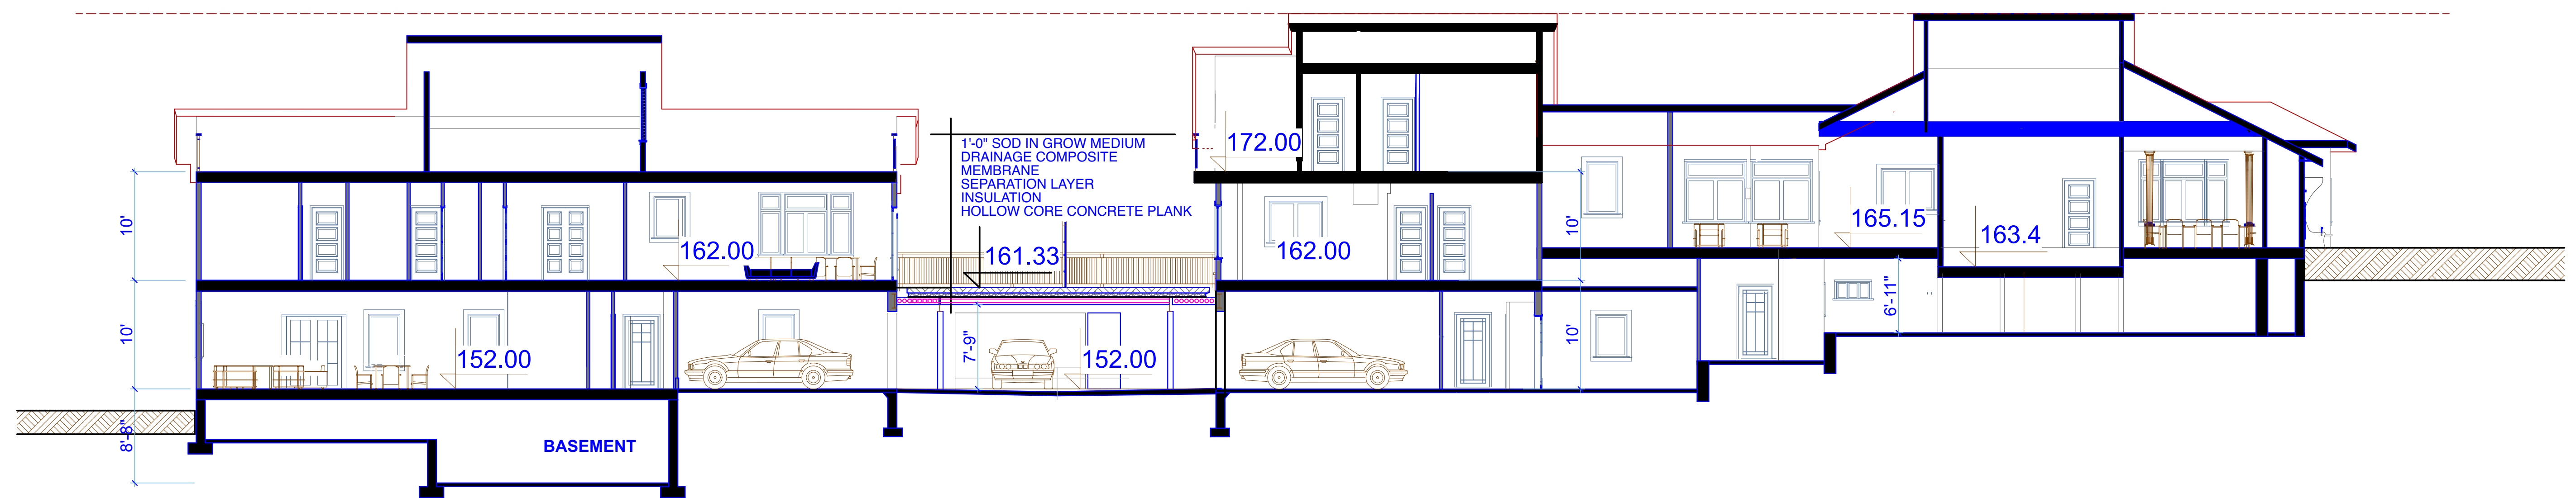 1'-0" SOD IN GROW MEDIUM
DRAINAGE COMPOSITE
MEMBRANE
SEPARATION LAYER
INSULATION
HOLLOW CORE CONCRETE PLANK
172.00
10'
162.00
161.33
162.00
10'
165.15
163.4
10'
152.00
7'-9"
152.00
10'
6'-11"
8'-8"
BASEMENT